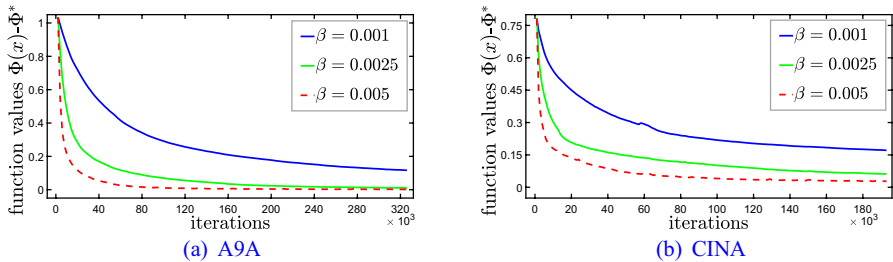 function values Φ(x)-Φ*
1
0.8
0.6
0.4
0.2
0
β = 0.001
β = 0.0025
β = 0.005
0 40 80 120 160 200 240 280 320
iterations
× 10³
(a) A9A
function values Φ(x)-Φ*
0.75
0.6
0.45
0.3
0.15
0
β = 0.001
β = 0.0025
β = 0.005
0 20 40 60 80 100 120 140 160 180
iterations
× 10³
(b) CINA